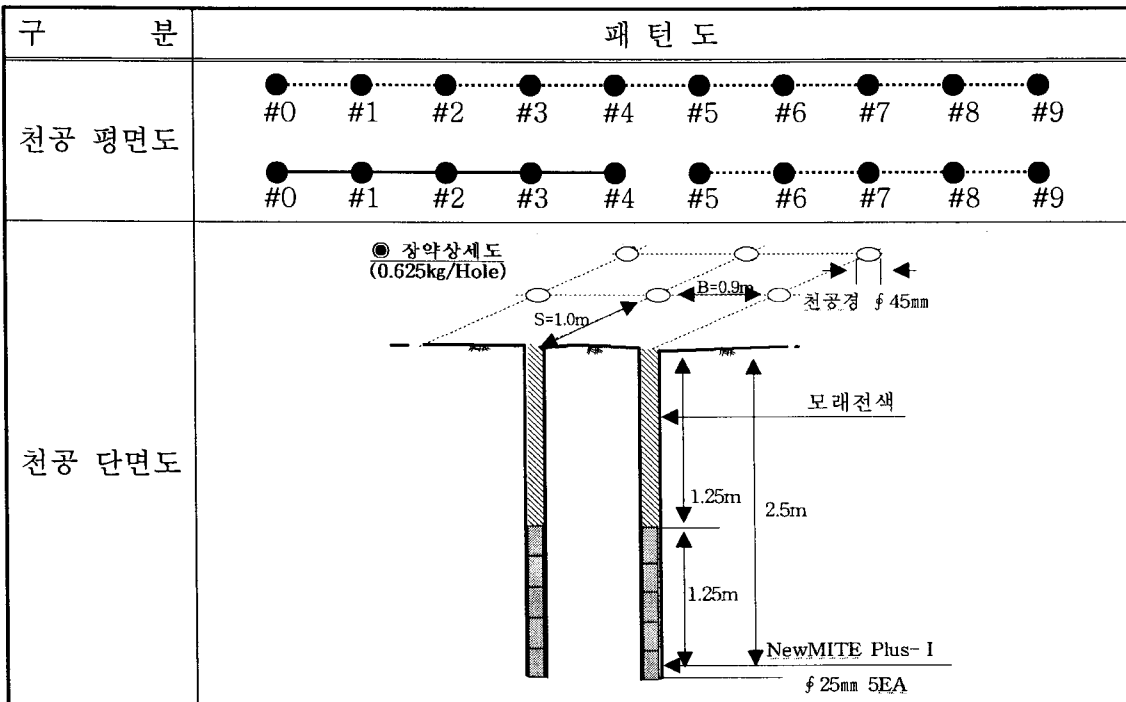 구 분 패 턴 도
천공 평면도
#0 #1 #2 #3 #4 #5 #6 #7 #8 #9
#0 #1 #2 #3 #4 #5 #6 #7 #8 #9
천공 단면도
◉ 장약상세도
(0.625kg/Hole)
B=0.9m
S=1.0m
천공경 ∮45㎜
모래전색
1.25m
2.5m
1.25m
NewMITE Plus-Ⅰ
∮25㎜ 5EA